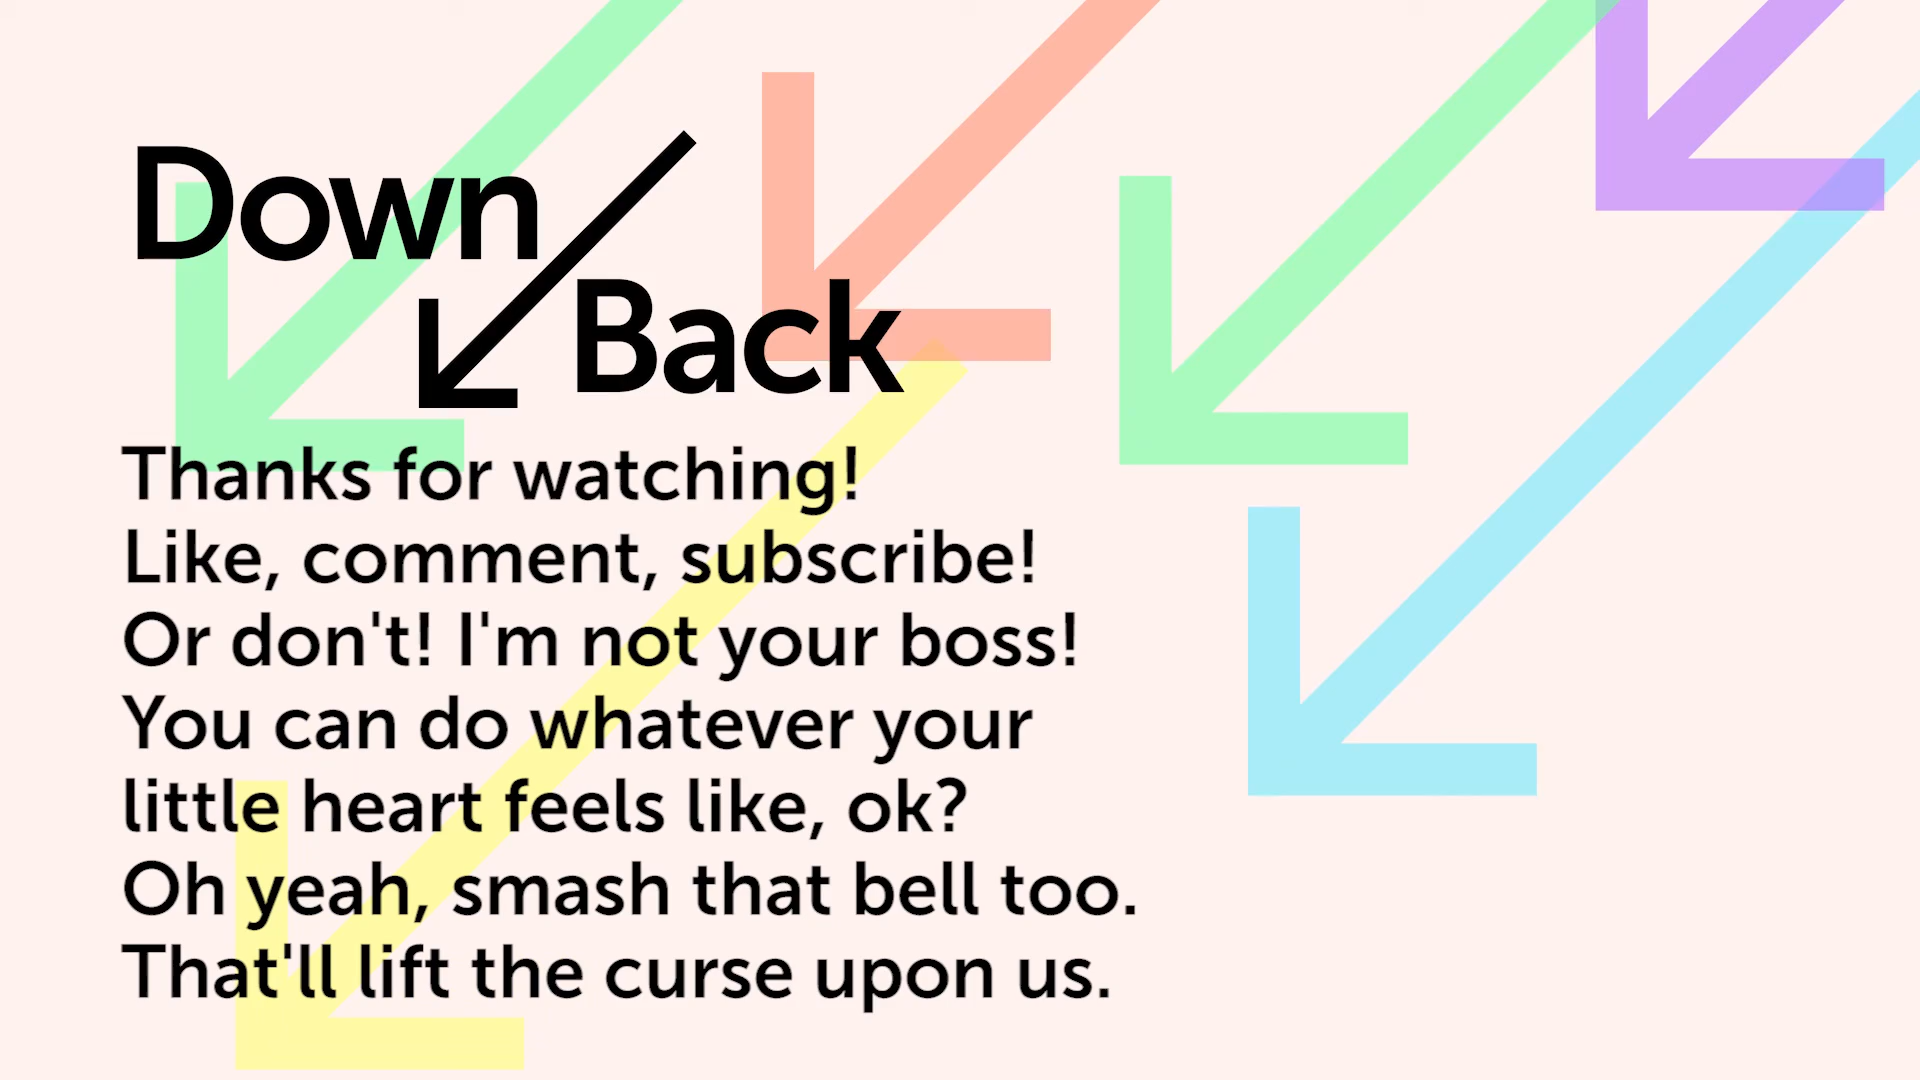 Down
Back
Thanks for watching!
Like, comment, subscribe!
Or don't! I'm not your boss!
You can do whatever your
little heart feels like, ok?
Oh yeah, smash that bell too.
That'll lift the curse upon us.